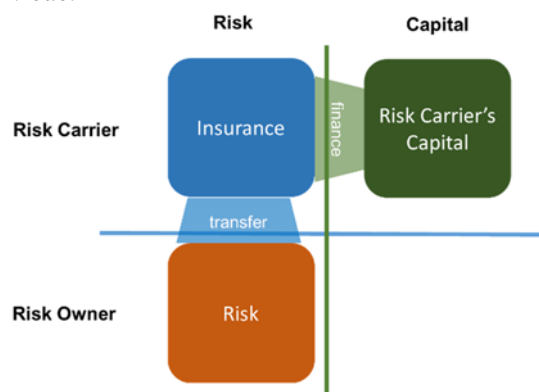 Risk
Capital
Risk Carrier
Insurance
finance
Risk Carrier's
Capital
transfer
Risk Owner
Risk